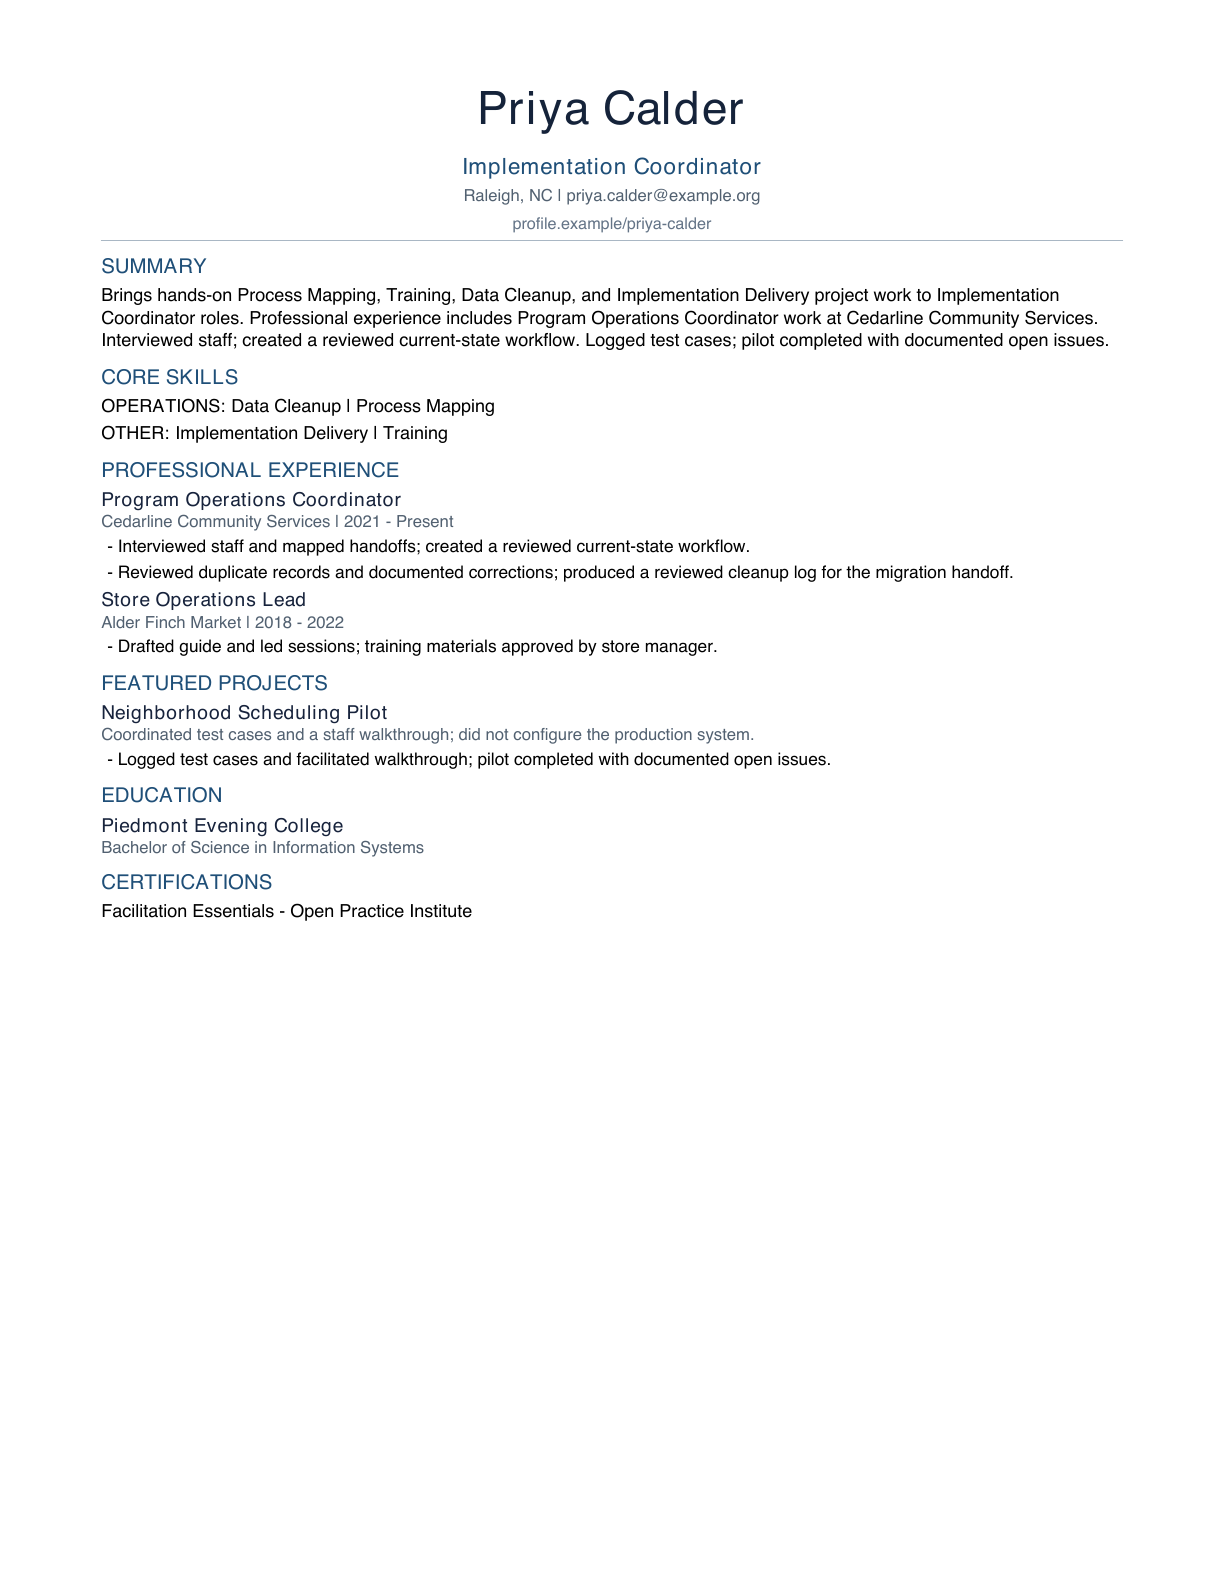 Priya Calder
Implementation Coordinator
Raleigh, NC | priya.calder@example.org
profile.example/priya-calder
SUMMARY
Brings hands-on Process Mapping, Training, Data Cleanup, and Implementation Delivery project work to Implementation
Coordinator roles. Professional experience includes Program Operations Coordinator work at Cedarline Community Services.
Interviewed staff; created a reviewed current-state workflow. Logged test cases; pilot completed with documented open issues.
CORE SKILLS
OPERATIONS: Data Cleanup | Process Mapping
OTHER: Implementation Delivery | Training
PROFESSIONAL EXPERIENCE
Program Operations Coordinator
Cedarline Community Services | 2021 - Present
- Interviewed staff and mapped handoffs; created a reviewed current-state workflow.
- Reviewed duplicate records and documented corrections; produced a reviewed cleanup log for the migration handoff.
Store Operations Lead
Alder Finch Market | 2018 - 2022
- Drafted guide and led sessions; training materials approved by store manager.
FEATURED PROJECTS
Neighborhood Scheduling Pilot
Coordinated test cases and a staff walkthrough; did not configure the production system.
- Logged test cases and facilitated walkthrough; pilot completed with documented open issues.
EDUCATION
Piedmont Evening College
Bachelor of Science in Information Systems
CERTIFICATIONS
Facilitation Essentials - Open Practice Institute